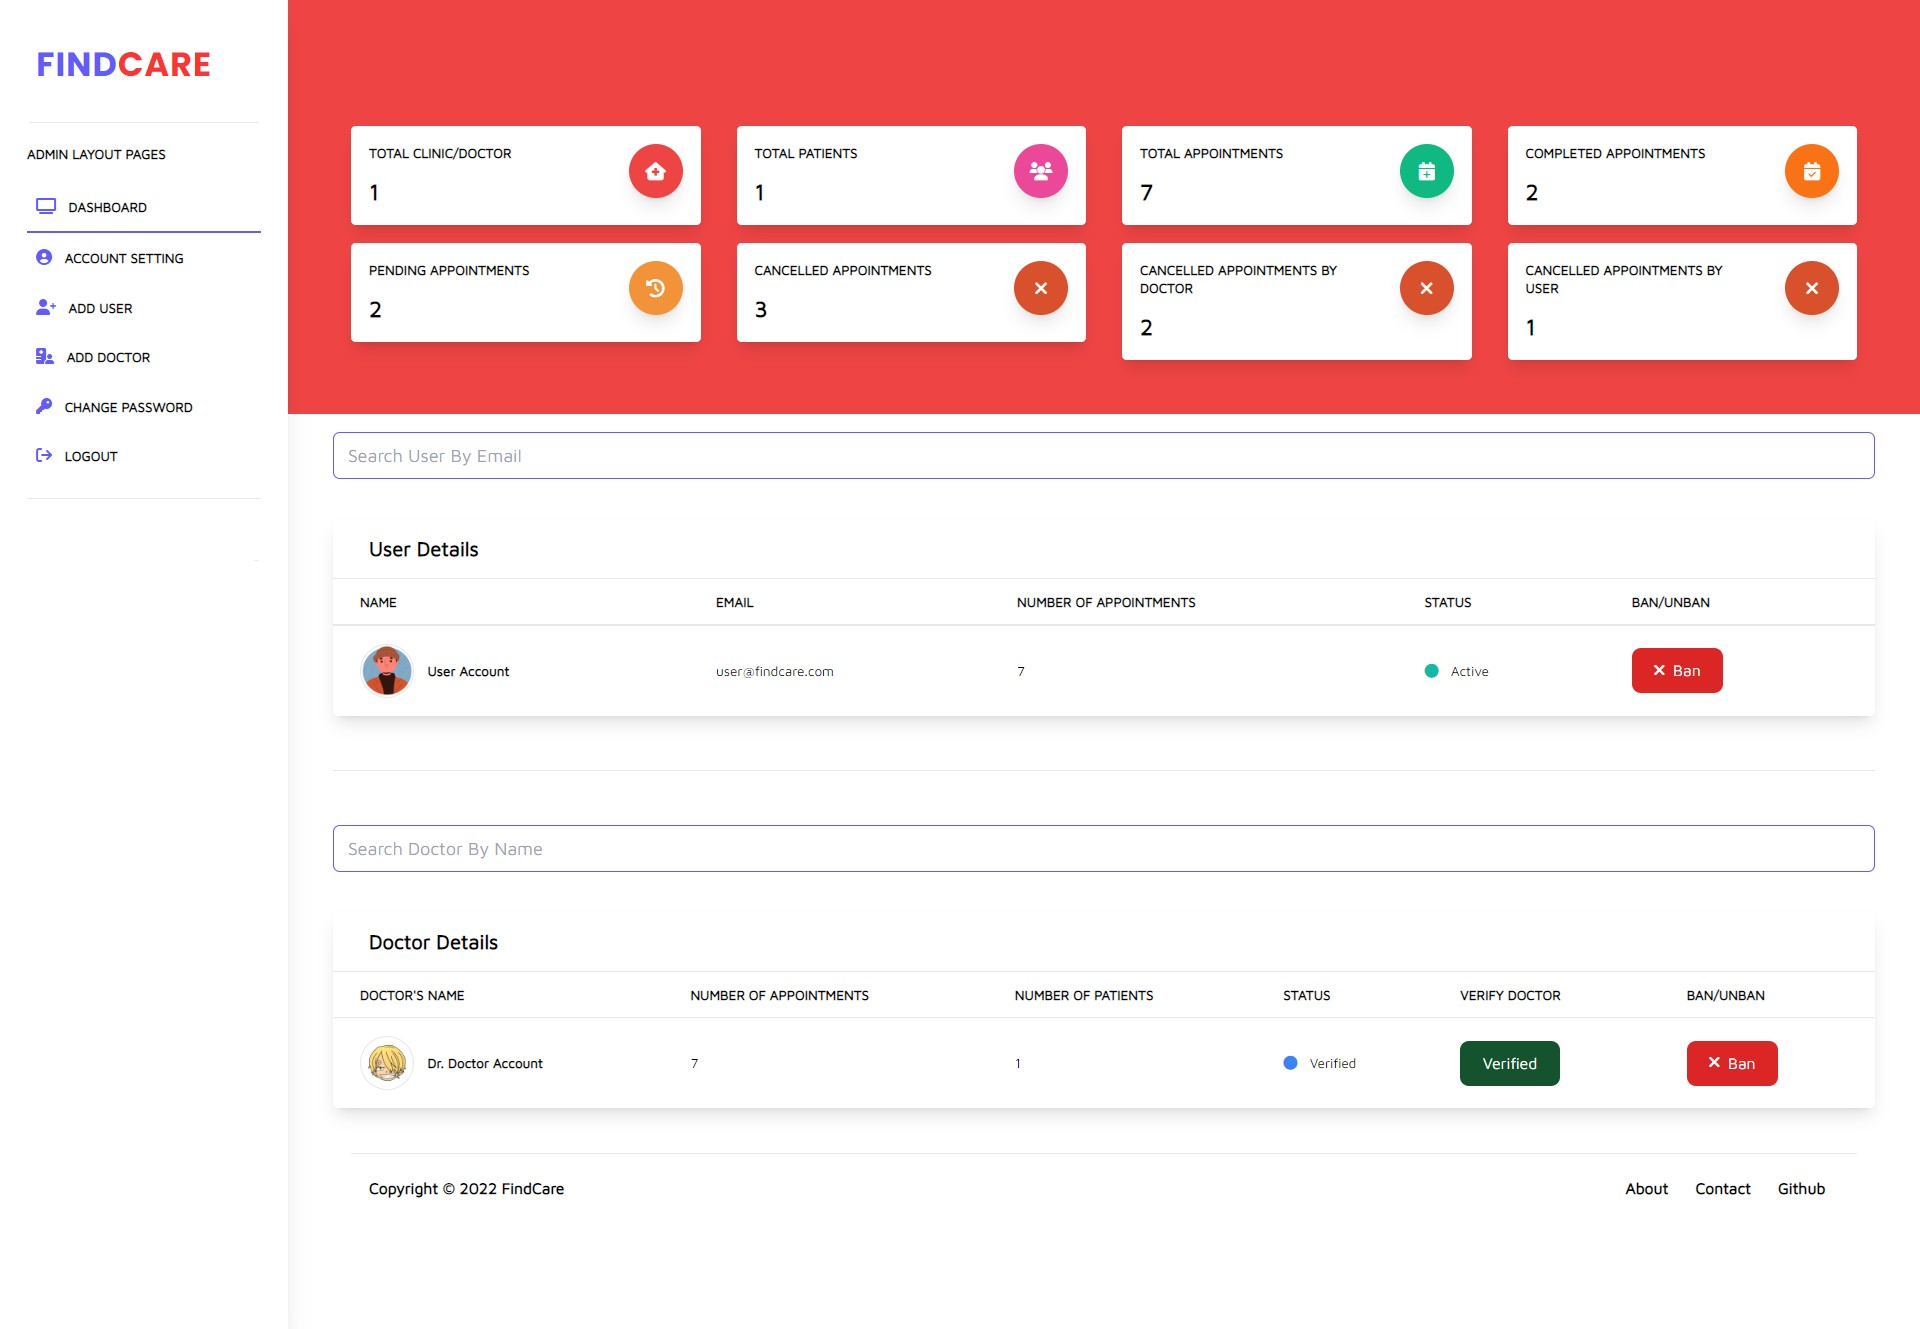 FINDCARE
ADMIN LAYOUT PAGES
DASHBOARD
ACCOUNT SETTING
ADD USER
ADD DOCTOR
CHANGE PASSWORD
LOGOUT
TOTAL CLINIC/DOCTOR
1
TOTAL PATIENTS
1
TOTAL APPOINTMENTS
7
COMPLETED APPOINTMENTS
2
PENDING APPOINTMENTS
2
CANCELLED APPOINTMENTS
3
CANCELLED APPOINTMENTS BY
DOCTOR
2
CANCELLED APPOINTMENTS BY
USER
1
Search User By Email
User Details
NAME EMAIL NUMBER OF APPOINTMENTS STATUS BAN/UNBAN
User Account user@findcare.com 7 Active Ban
Search Doctor By Name
Doctor Details
DOCTOR'S NAME NUMBER OF APPOINTMENTS NUMBER OF PATIENTS STATUS VERIFY DOCTOR BAN/UNBAN
Dr. Doctor Account 7 1 Verified Verified Ban
Copyright © 2022 FindCare About Contact Github